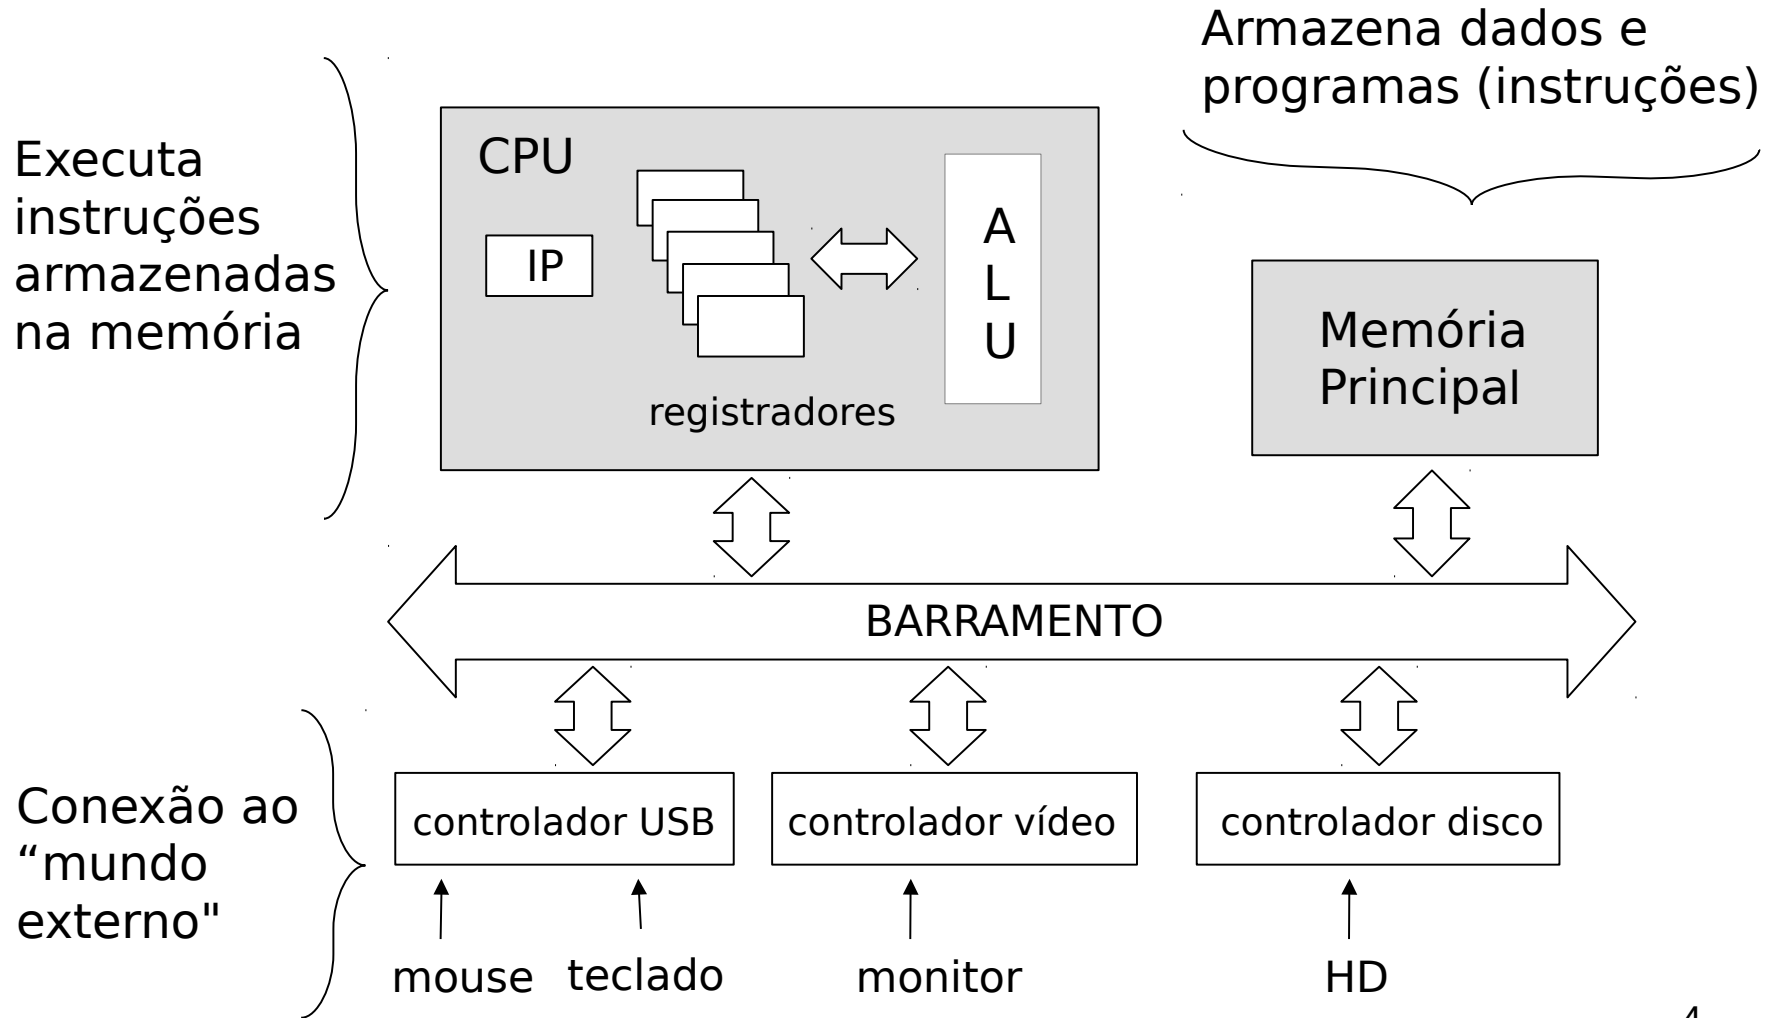 Armazena dados e
programas (instruções)
Executa
instruções
armazenadas
na memória
CPU
IP
A
L
U
registradores
Memória
Principal
BARRAMENTO
Conexão ao
“mundo
externo"
controlador USB
controlador vídeo
controlador disco
mouse
teclado
monitor
HD
4